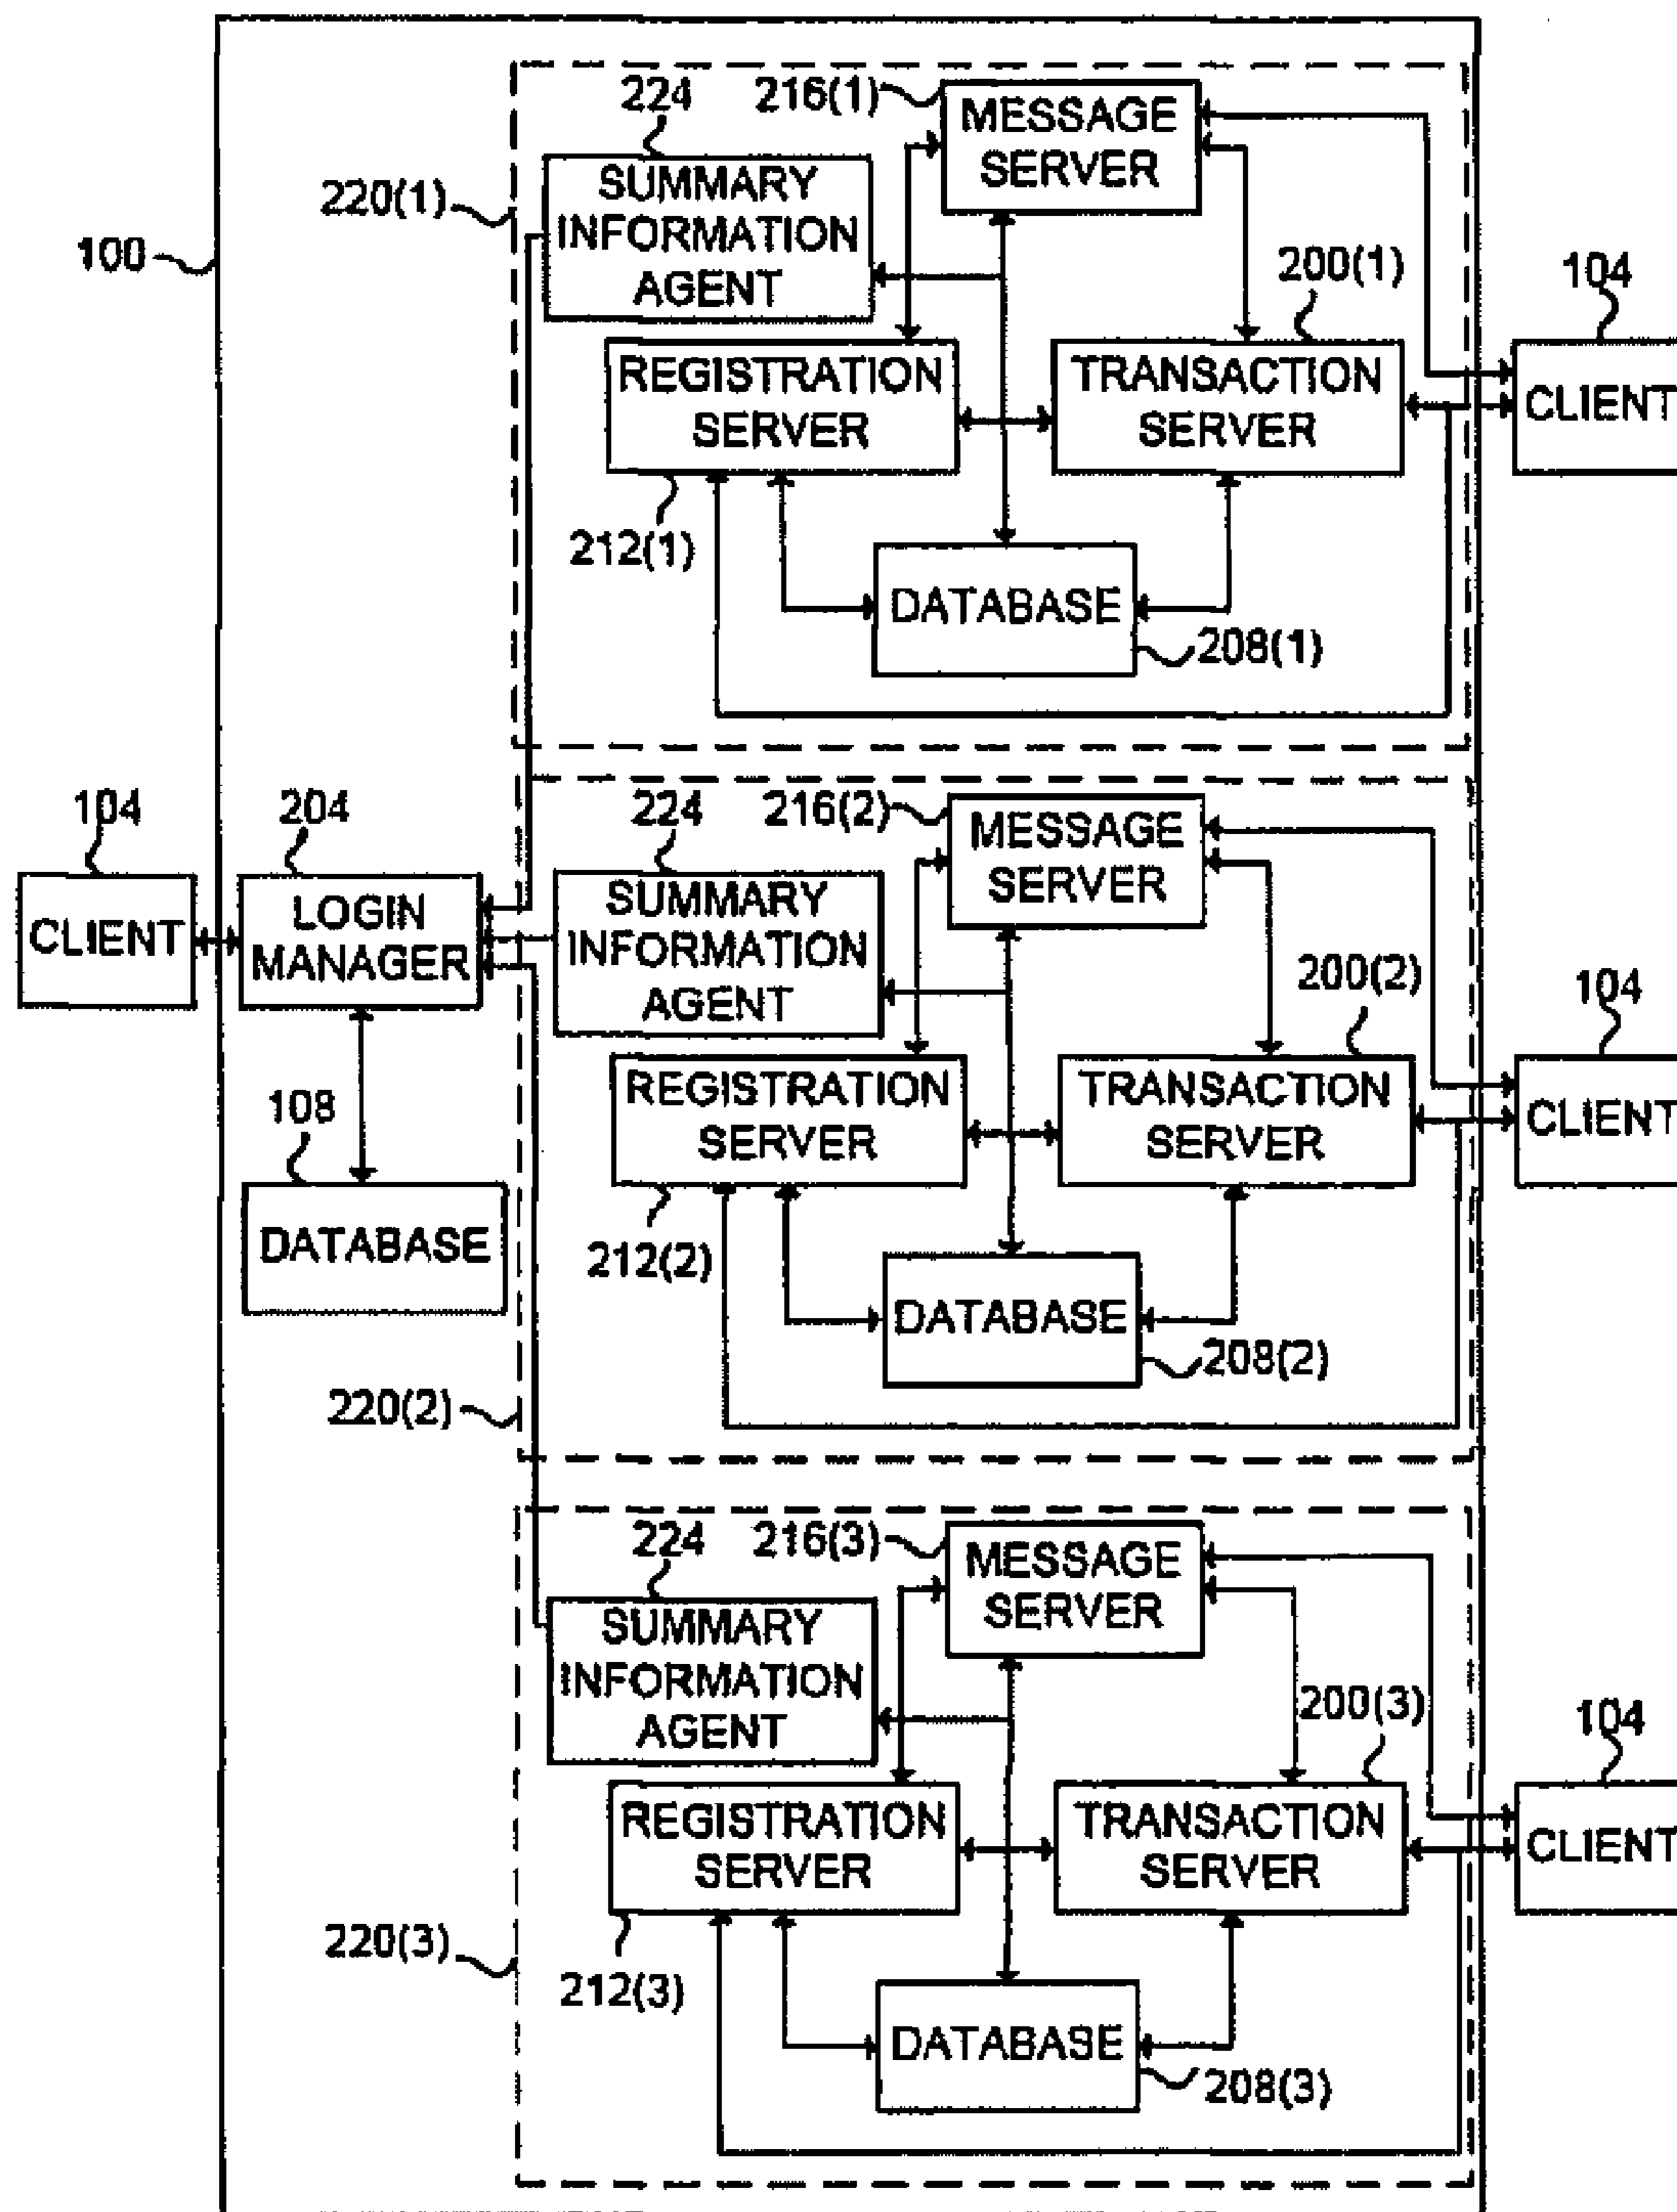 224
216(1)
MESSAGE
SERVER
SUMMARY
INFORMATION
AGENT
220(1)
100
200(1)
104
REGISTRATION
SERVER
TRANSACTION
SERVER
CLIENT
212(1)
DATABASE
208(1)
104
204
224
216(2)
MESSAGE
SERVER
CLIENT
LOGIN
MANAGER
SUMMARY
INFORMATION
AGENT
200(2)
104
108
REGISTRATION
SERVER
TRANSACTION
SERVER
CLIENT
DATABASE
212(2)
DATABASE
208(2)
220(2)
224
216(3)
MESSAGE
SERVER
SUMMARY
INFORMATION
AGENT
200(3)
104
REGISTRATION
SERVER
TRANSACTION
SERVER
CLIENT
220(3)
212(3)
DATABASE
208(3)